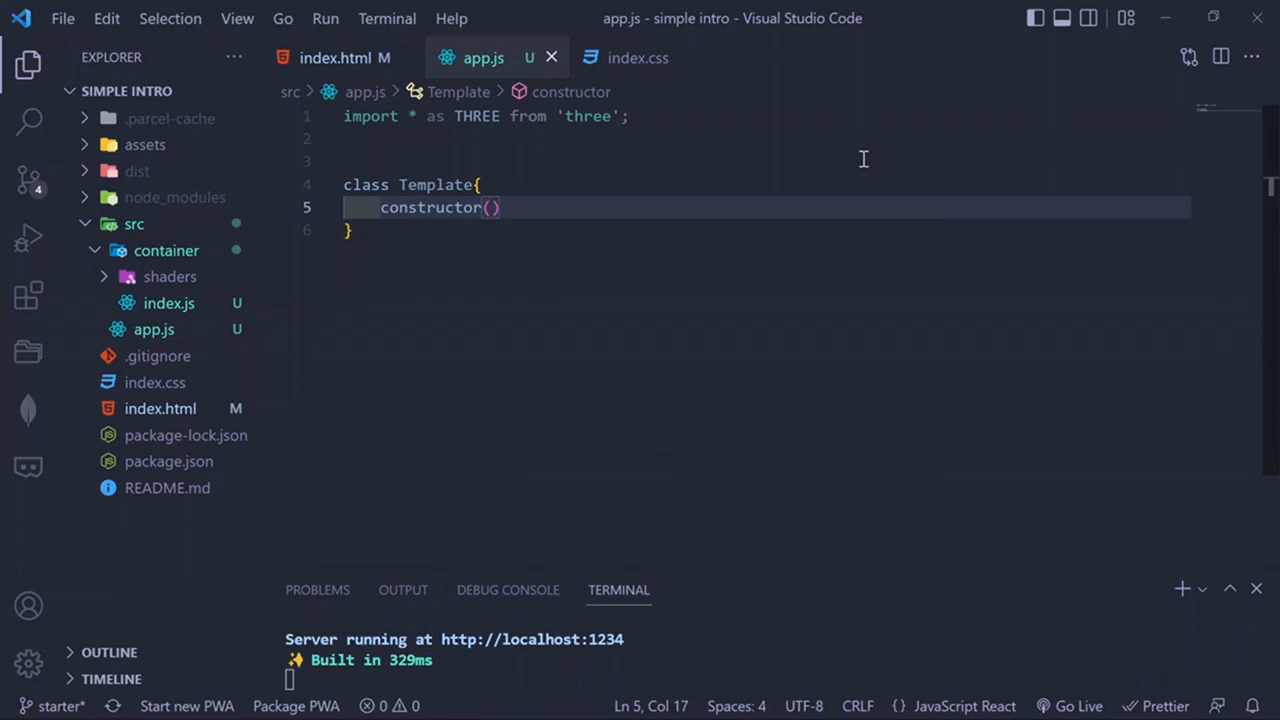 File Edit Selection View Go Run Terminal Help app.js - simple intro - Visual Studio Code
EXPLORER ... index.html M app.js U index.css
SIMPLE INTRO src > app.js > Template > constructor
.parcel-cache
assets
dist
node_modules
src
container
shaders
index.js U
app.js U
.gitignore
index.css
index.html M
package-lock.json
package.json
README.md
OUTLINE
TIMELINE
4
1 import * as THREE from 'three';
2
3
4 class Template{
5 constructor()
6 }
PROBLEMS OUTPUT DEBUG CONSOLE TERMINAL
Server running at http://localhost:1234
✨ Built in 329ms
starter* Start new PWA Package PWA 0 0 Ln 5, Col 17 Spaces: 4 UTF-8 CRLF {} JavaScript React Go Live Prettier